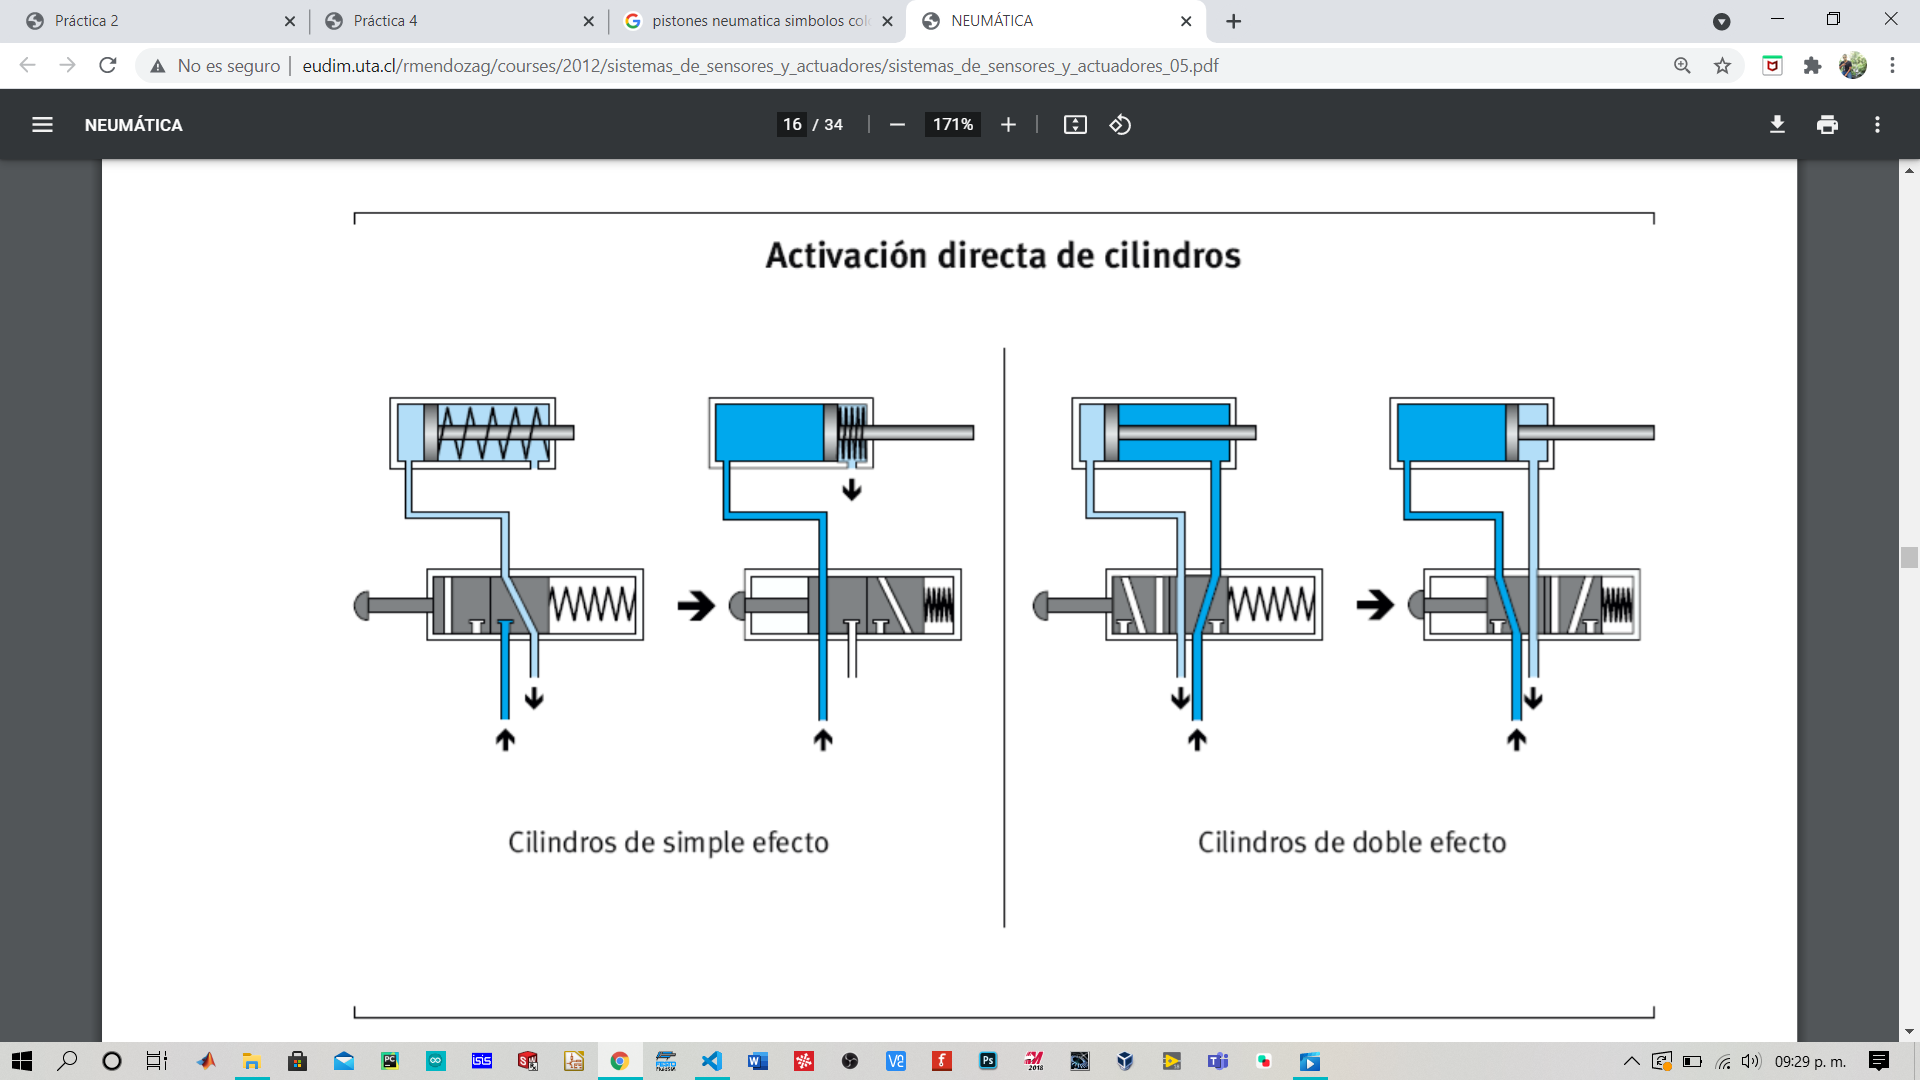 Práctica 2
Práctica 4
pistones neumatica simbolos col
NEUMÁTICA
No es seguro
eudim.uta.cl/rmendozag/courses/2012/sistemas_de_sensores_y_actuadores/sistemas_de_sensores_y_actuadores_05.pdf
NEUMÁTICA
16 / 34
171%
Activación directa de cilindros
Cilindros de simple efecto
Cilindros de doble efecto
09:29 p. m.